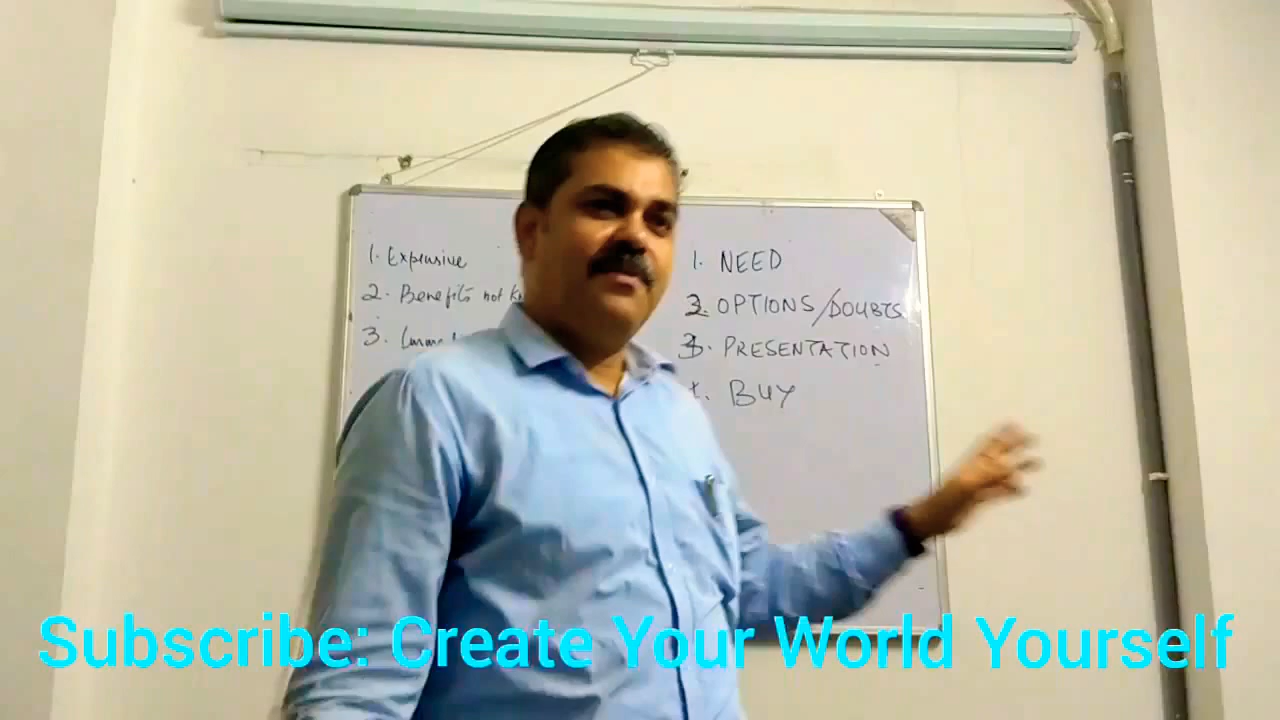 1. Expensive
2. Benefits not
3.
1. NEED
2. OPTIONS/DOUBTS
3. PRESENTATION
. BUY
Subscribe: Create Your World Yourself